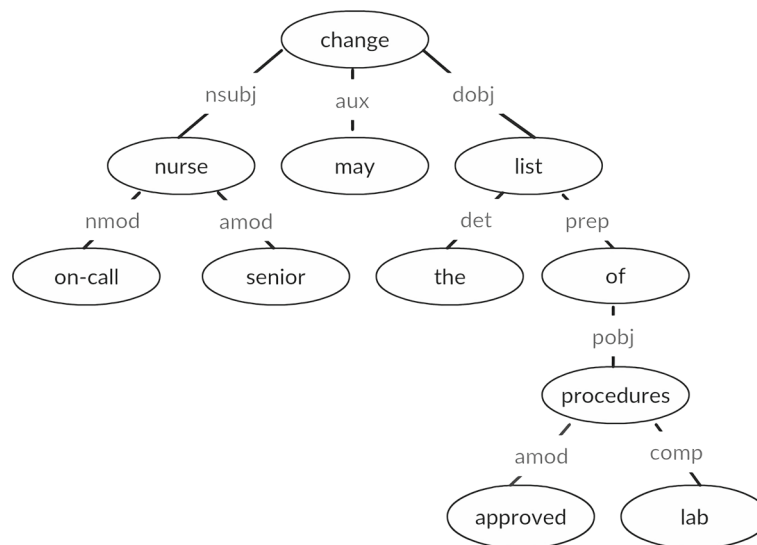 change
nsubj aux dobj
nurse may list
nmod amod det prep
on-call senior the of
pobj
procedures
amod comp
approved lab